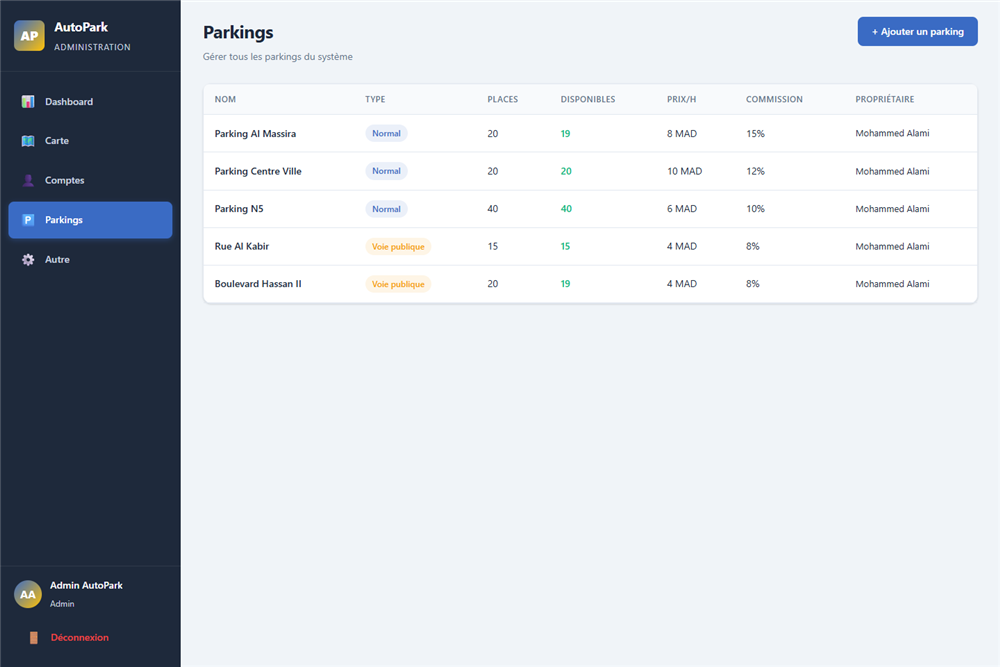 AP
AutoPark
ADMINISTRATION
Dashboard
Carte
Comptes
P
Parkings
Autre
AA
Admin AutoPark
Admin
Déconnexion
Parkings
Gérer tous les parkings du système
+ Ajouter un parking
NOM TYPE PLACES DISPONIBLES PRIX/H COMMISSION PROPRIÉTAIRE
Parking Al Massira Normal 20 19 8 MAD 15% Mohammed Alami
Parking Centre Ville Normal 20 20 10 MAD 12% Mohammed Alami
Parking N5 Normal 40 40 6 MAD 10% Mohammed Alami
Rue Al Kabir Voie publique 15 15 4 MAD 8% Mohammed Alami
Boulevard Hassan II Voie publique 20 19 4 MAD 8% Mohammed Alami